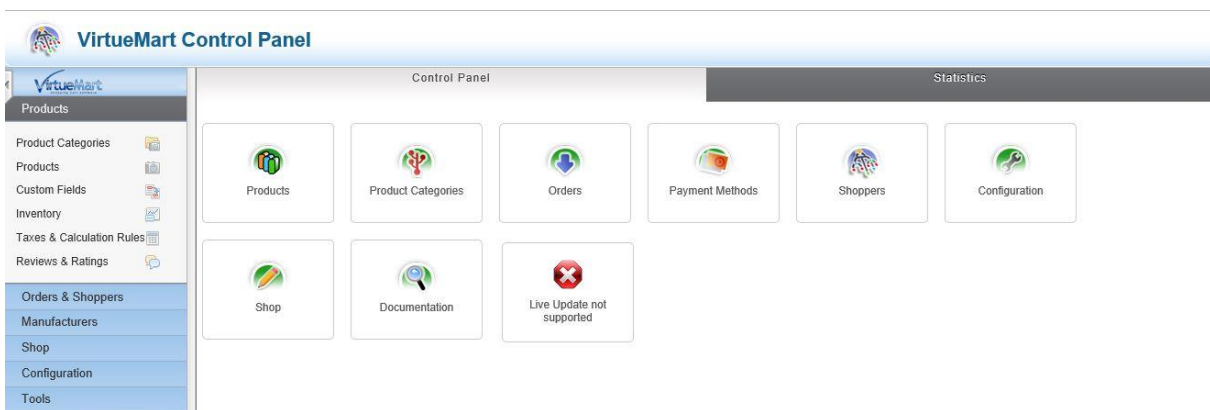 VirtueMart Control Panel
VirtueMart
Control Panel
Statistics
Products
Product Categories
Products
Custom Fields
Inventory
Taxes & Calculation Rules
Reviews & Ratings
Orders & Shoppers
Manufacturers
Shop
Configuration
Tools
Products
Product Categories
Orders
Payment Methods
Shoppers
Configuration
Shop
Documentation
Live Update not
supported